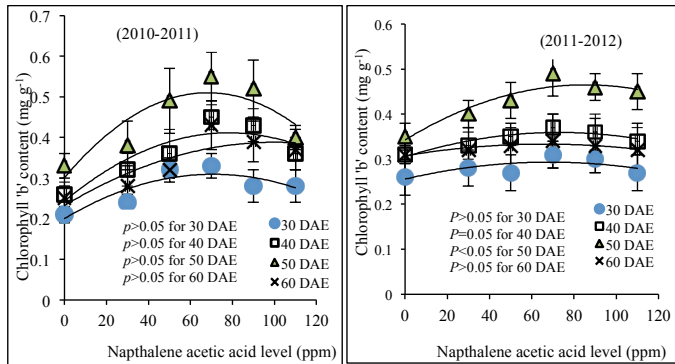 (2010-2011)
Chlorophyll 'b' content (mg g-1)
0.7
0.6
0.5
0.4
0.3
0.2
0.1
0
p>0.05 for 30 DAE
p>0.05 for 40 DAE
p>0.05 for 50 DAE
p>0.05 for 60 DAE
30 DAE
40 DAE
50 DAE
60 DAE
0 20 40 60 80 100 120
Napthalene acetic acid level (ppm)
(2011-2012)
Chlorophyll 'b' content (mg g-1)
0.6
0.5
0.4
0.3
0.2
0.1
0
P>0.05 for 30 DAE
P=0.05 for 40 DAE
P<0.05 for 50 DAE
P>0.05 for 60 DAE
30 DAE
40 DAE
50 DAE
60 DAE
0 20 40 60 80 100 120
Napthalene acetic acid level (ppm)